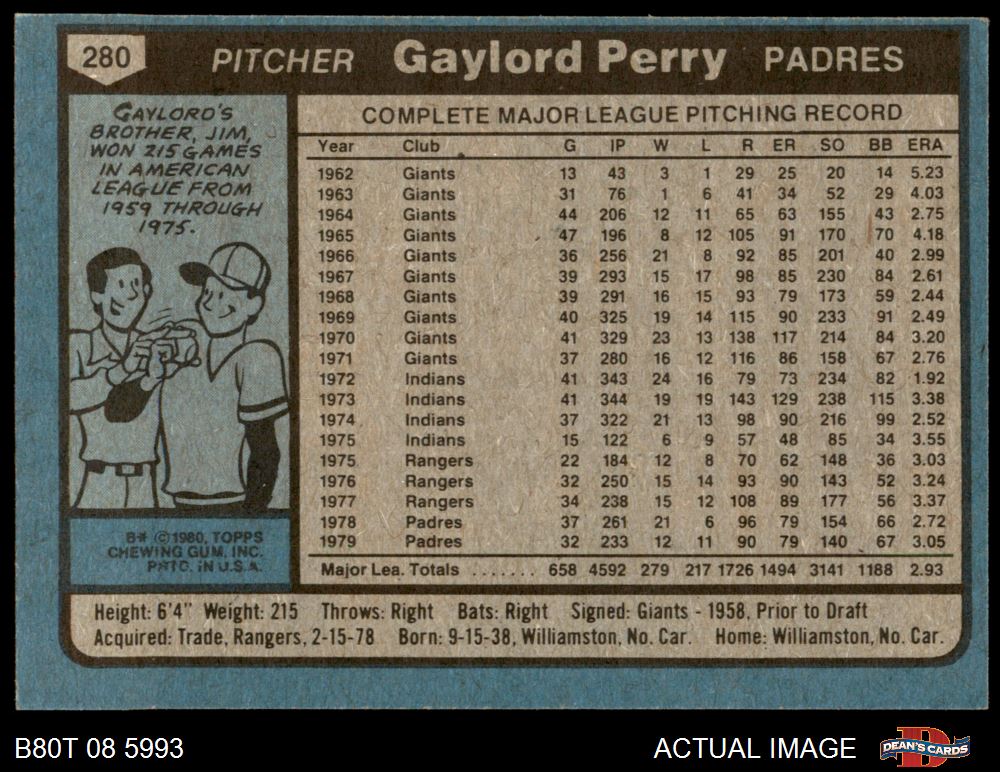 280 PITCHER Gaylord Perry PADRES
GAYLORD'S
BROTHER, JIM,
WON 215 GAMES
IN AMERICAN
LEAGUE FROM
1959 THROUGH
1975.
COMPLETE MAJOR LEAGUE PITCHING RECORD
Year Club G IP W L R ER SO BB ERA
1962 Giants 13 43 3 1 29 25 20 14 5.23
1963 Giants 31 76 1 6 41 34 52 29 4.03
1964 Giants 44 206 12 11 65 63 155 43 2.75
1965 Giants 47 196 8 12 105 91 170 70 4.18
1966 Giants 36 256 21 8 92 85 201 40 2.99
1967 Giants 39 293 15 17 98 85 230 84 2.61
1968 Giants 39 291 16 15 93 79 173 59 2.44
1969 Giants 40 325 19 14 115 90 233 91 2.49
1970 Giants 41 329 23 13 138 117 214 84 3.20
1971 Giants 37 280 16 12 116 86 158 67 2.76
1972 Indians 41 343 24 16 79 73 234 82 1.92
1973 Indians 41 344 19 19 143 129 238 115 3.38
1974 Indians 37 322 21 13 98 90 216 99 2.52
1975 Indians 15 122 6 9 57 48 85 34 3.55
1975 Rangers 22 184 12 8 70 62 148 36 3.03
1976 Rangers 32 250 15 14 93 90 143 52 3.24
1977 Rangers 34 238 15 12 108 89 177 56 3.37
1978 Padres 37 261 21 6 96 79 154 66 2.72
1979 Padres 32 233 12 11 90 79 140 67 3.05
Major Lea. Totals ....... 658 4592 279 217 1726 1494 3141 1188 2.93
B* © 1980, TOPPS
CHEWING GUM, INC.
PRTD. IN U.S.A.
Height: 6'4" Weight: 215 Throws: Right Bats: Right Signed: Giants - 1958, Prior to Draft
Acquired: Trade, Rangers, 2-15-78 Born: 9-15-38, Williamston, No. Car. Home: Williamston, No. Car.
B80T 08 5993
ACTUAL IMAGE
D
DEAN'S CARDS